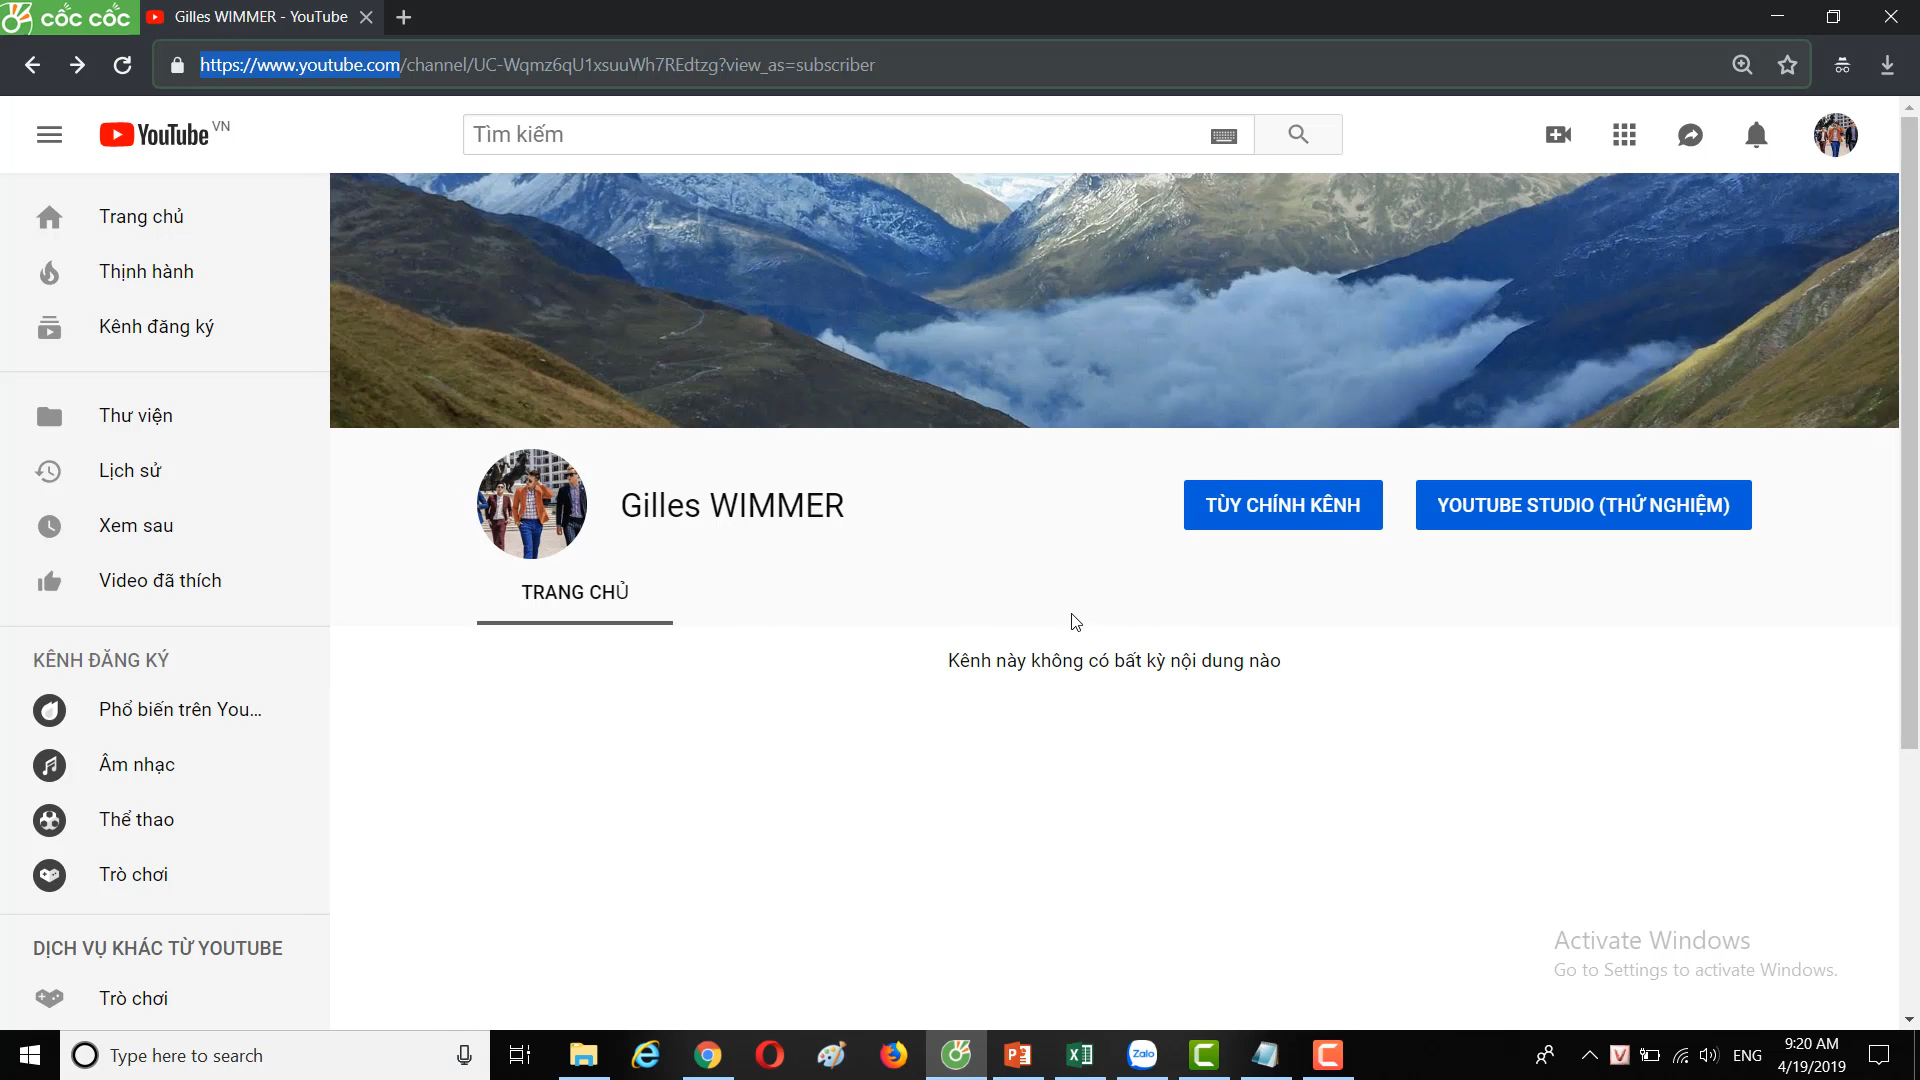 cốc cốc
Gilles WIMMER - YouTube
https://www.youtube.com/channel/UC-Wqmz6qU1xsuuWh7REdtzg?view_as=subscriber
YouTube VN
Tìm kiếm
Trang chủ
Thịnh hành
Kênh đăng ký
Thư viện
Lịch sử
Xem sau
Video đã thích
KÊNH ĐĂNG KÝ
Phổ biến trên You...
Âm nhạc
Thể thao
Trò chơi
DỊCH VỤ KHÁC TỪ YOUTUBE
Trò chơi
Gilles WIMMER
TÙY CHỈNH KÊNH
YOUTUBE STUDIO (THỬ NGHIỆM)
TRANG CHỦ
Kênh này không có bất kỳ nội dung nào
Activate Windows
Go to Settings to activate Windows.
Type here to search
Zalo
ENG
9:20 AM
4/19/2019